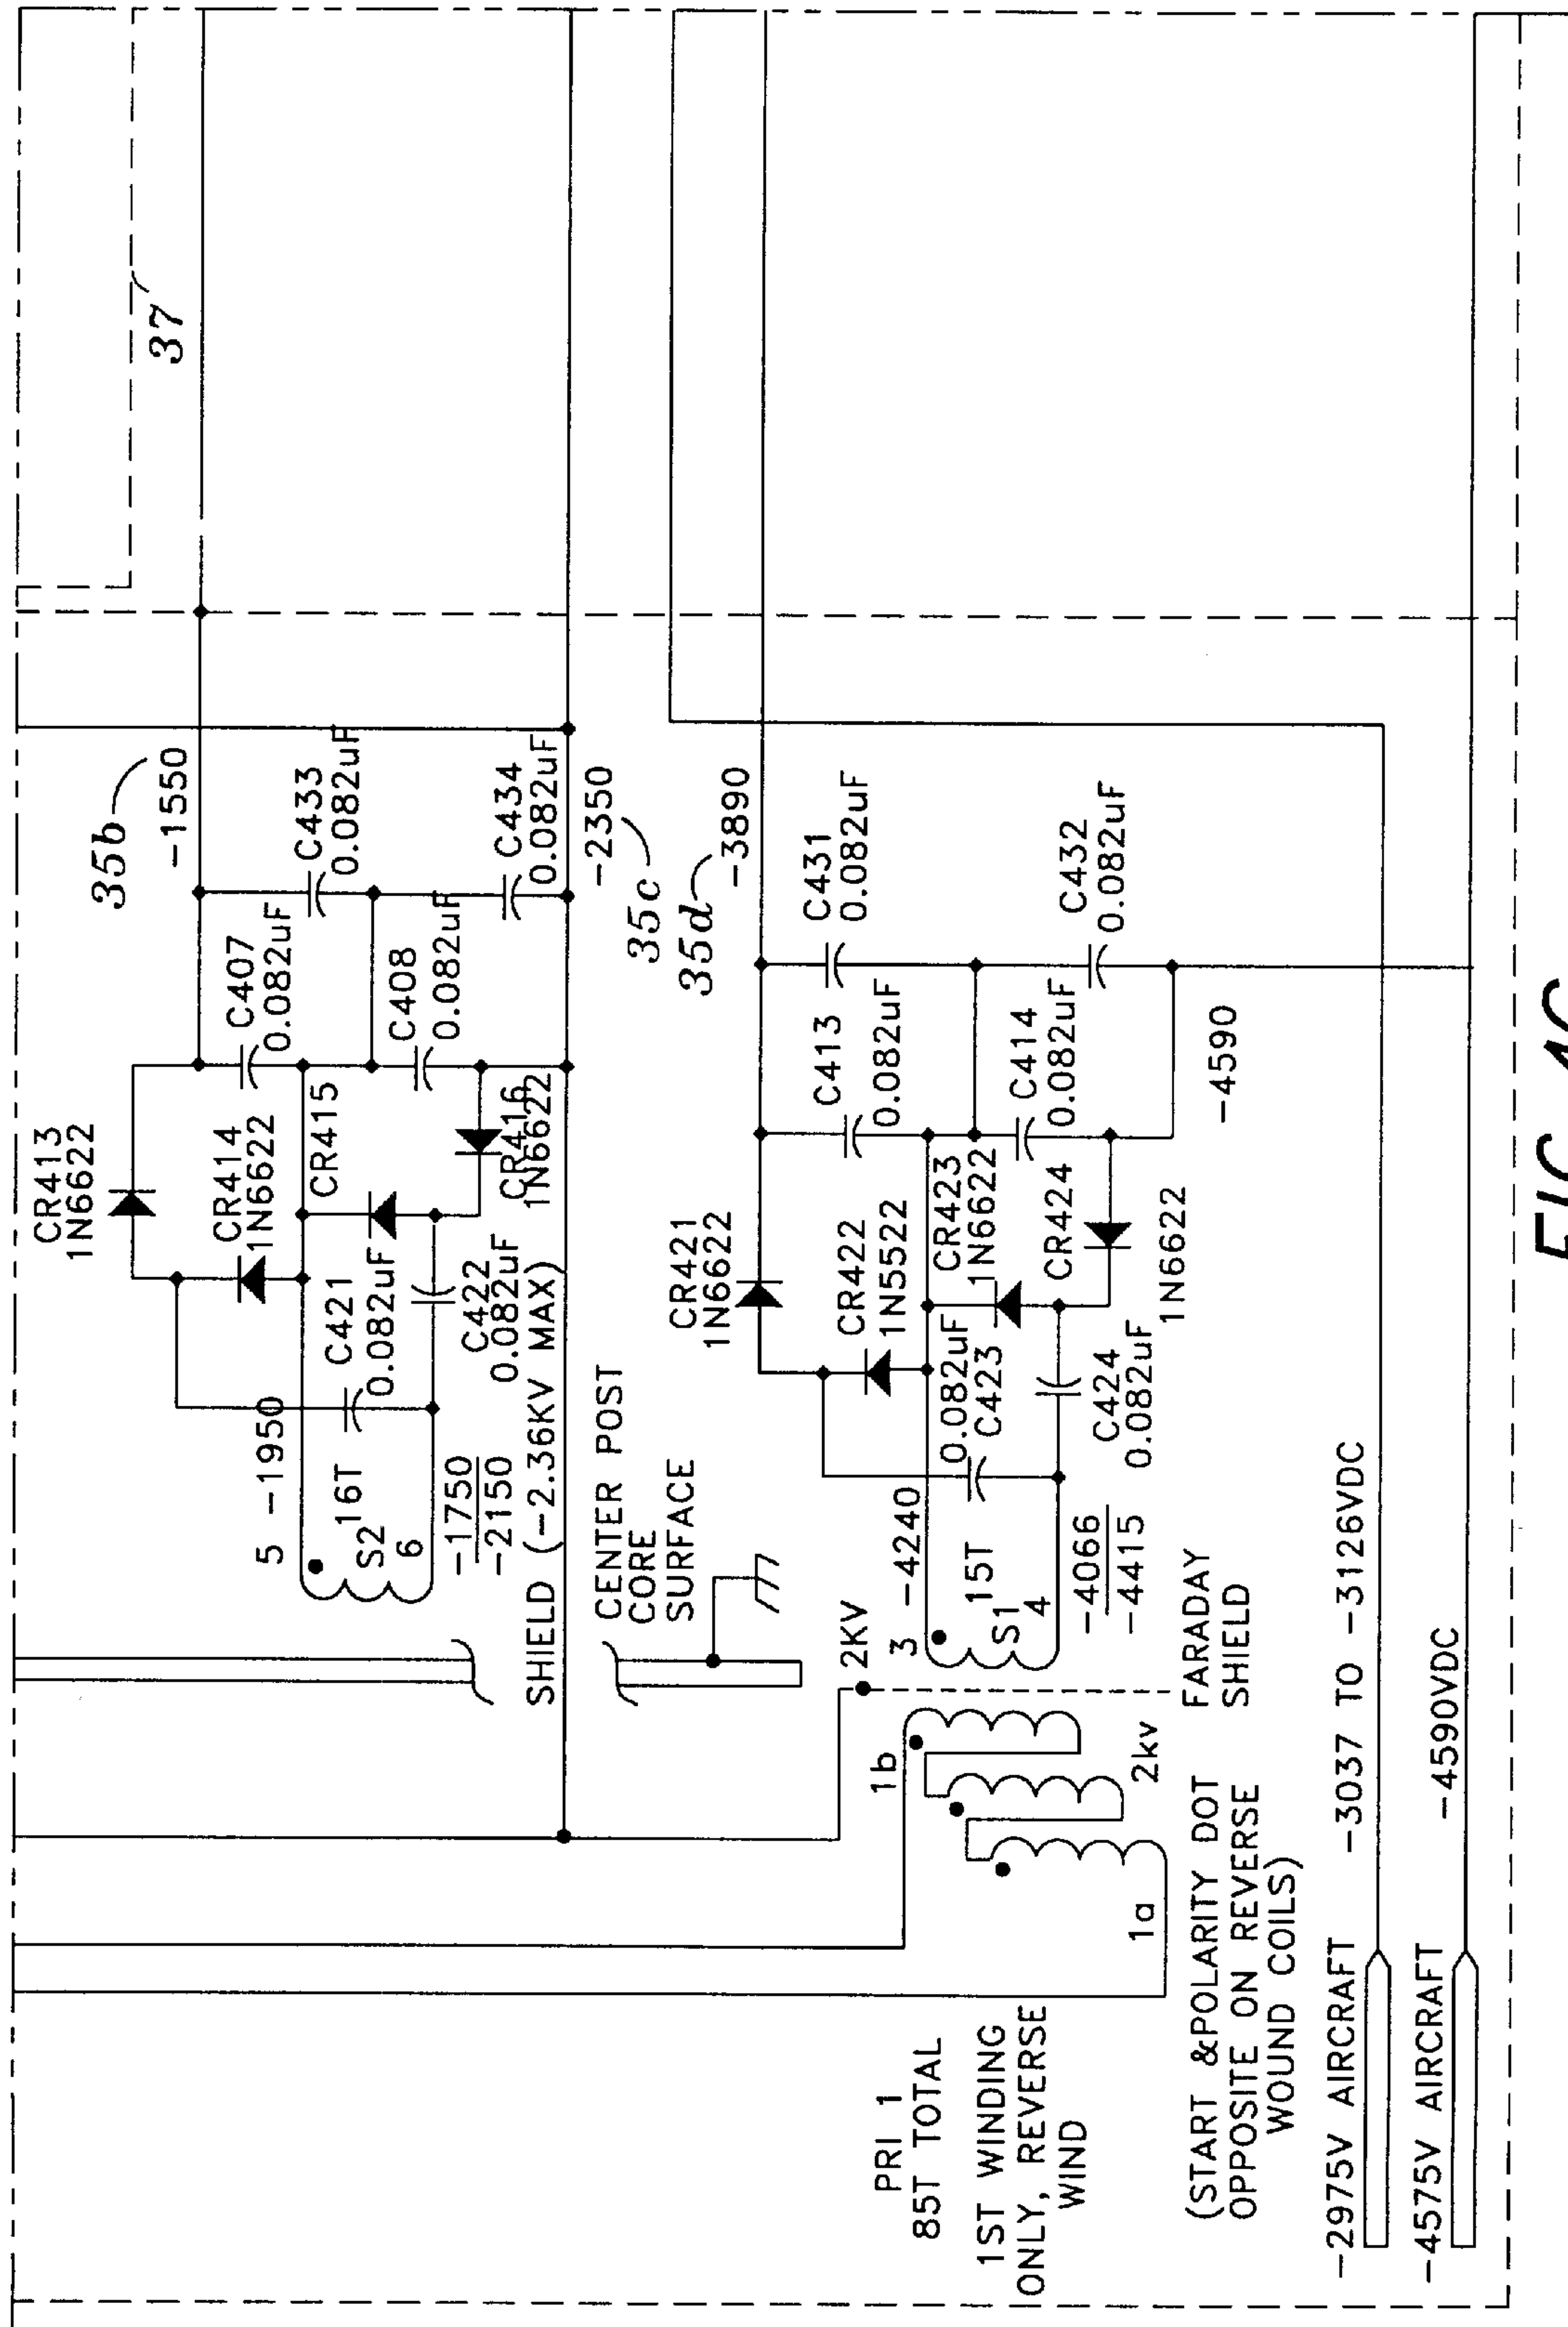 37
35b
-1550
CR413
1N6622
CR414
1N6622
C407
0.082uF
C433
0.082uF
CR415
C408
0.082uF
C434
0.082uF
CR416
1N6622
5 -1950
16T
S2
6
C421
0.082uF
C422
0.082uF
-1750
-2150
SHIELD (-2.36KV MAX)
-2350
35c
35d
-3890
CENTER POST
CORE
SURFACE
CR421
1N6622
CR422
1N5522
C413
0.082uF
C431
0.082uF
CR423
1N6622
C414
0.082uF
C432
0.082uF
CR424
1N6622
2KV
3 -4240
15T
S1
4
0.082uF
C423
C424
0.082uF
-4066
-4415
-4590
FARADAY
SHIELD
1b
2kv
1a
PRI 1
85T TOTAL
1ST WINDING
ONLY, REVERSE
WIND
(START &POLARITY DOT
OPPOSITE ON REVERSE
WOUND COILS)
-2975V AIRCRAFT
-3037 TO -3126VDC
-4575V AIRCRAFT
-4590VDC